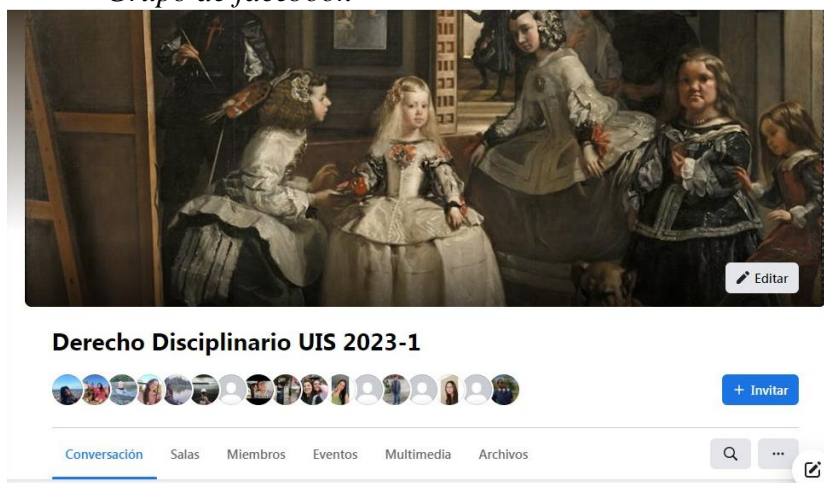 Grupo de facebook
Editar
Derecho Disciplinario UIS 2023-1
+ Invitar
Conversación Salas Miembros Eventos Multimedia Archivos